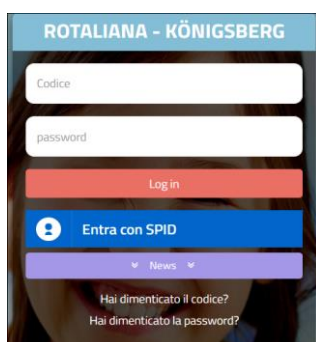 ROTALIANA - KÖNIGSBERG
Codice
password
Log in
Entra con SPID
News
Hai dimenticato il codice?
Hai dimenticato la password?